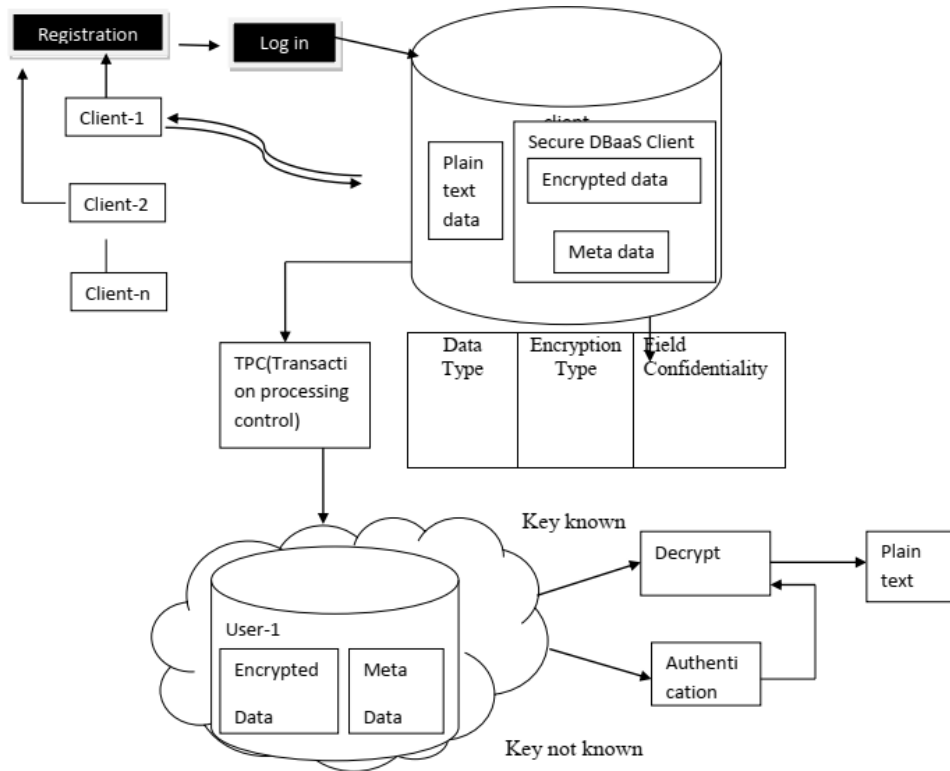 Registration
Log in
Client-1
Client-2
Client-n
client
Secure DBaaS Client
Plain
text
data
Encrypted data
Meta data
TPC(Transacti
on processing
control)
Data
Type
Encryption
Type
Field
Confidentiality
Key known
Decrypt
Plain
text
User-1
Encrypted
Data
Meta
Data
Authenti
cation
Key not known